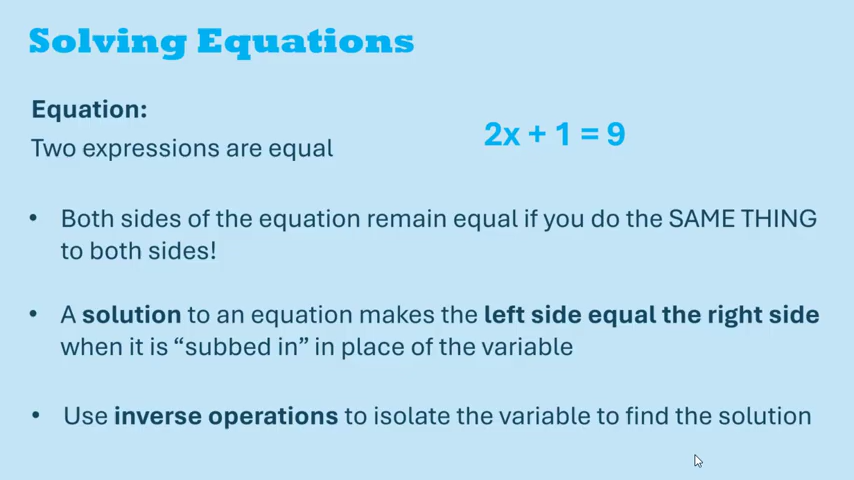 Solving Equations
Equation:
2x + 1 = 9
Two expressions are equal
• Both sides of the equation remain equal if you do the SAME THING
to both sides!
• A solution to an equation makes the left side equal the right side
when it is “subbed in” in place of the variable
• Use inverse operations to isolate the variable to find the solution